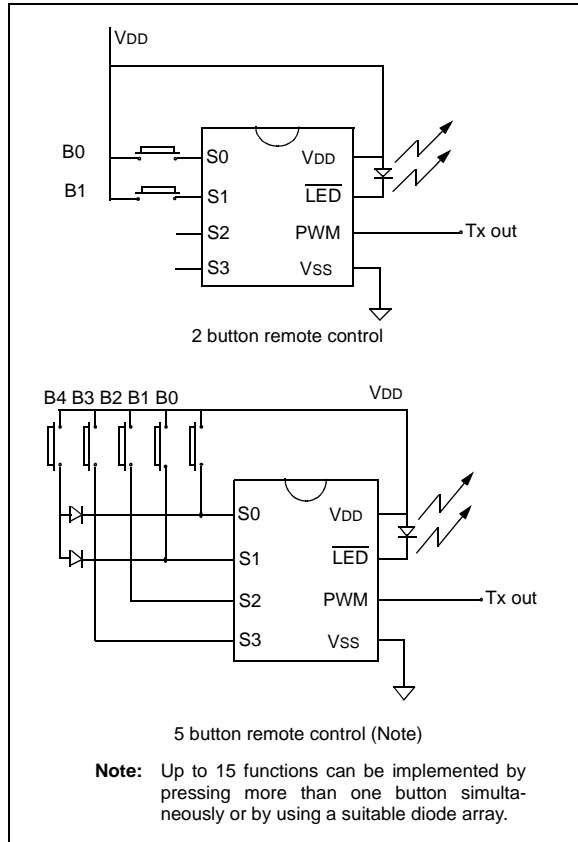 VDD
B0
B1
S0
S1
S2
S3
VDD
LED
PWM
VSS
Tx out
2 button remote control
B4 B3 B2 B1 B0
VDD
S0
S1
S2
S3
VDD
LED
PWM
VSS
Tx out
5 button remote control (Note)
Note: Up to 15 functions can be implemented by
pressing more than one button simulta-
neously or by using a suitable diode array.